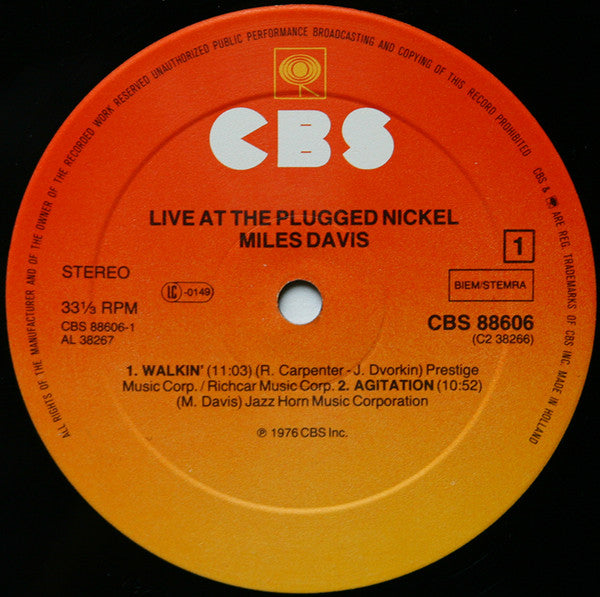 ALL RIGHTS OF THE MANUFACTURER AND OF THE OWNER OF THE RECORDED WORK RESERVED UNAUTHORIZED PUBLIC PERFORMANCE BROADCASTING AND COPYING OF THIS RECORD PROHIBITED
CBS & ARE REG. TRADEMARKS OF CBS INC. MADE IN HOLLAND
CBS
LIVE AT THE PLUGGED NICKEL
MILES DAVIS
1
STEREO
LC -0149
BIEM/STEMRA
33⅓ RPM
CBS 88606-1
AL 38267
CBS 88606
(C2 38266)
1. WALKIN' (11:03) (R. Carpenter - J. Dvorkin) Prestige
Music Corp. / Richcar Music Corp. 2. AGITATION (10:52)
(M. Davis) Jazz Horn Music Corporation
℗ 1976 CBS Inc.